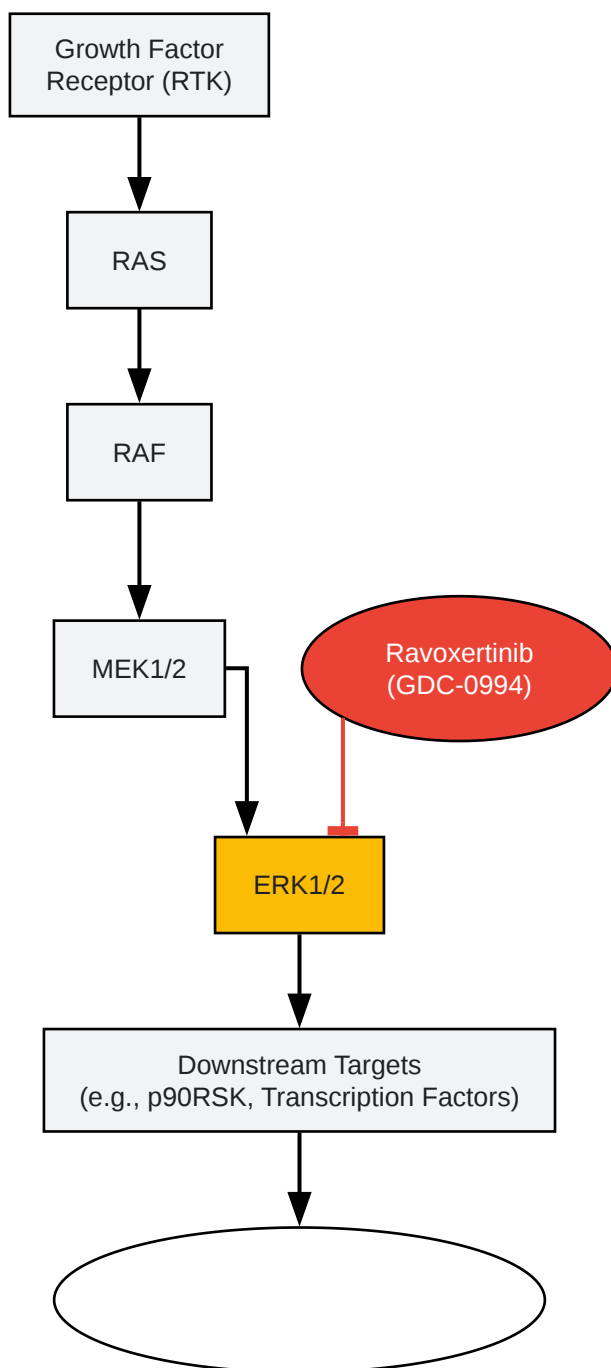 Growth Factor
Receptor (RTK)
RAS
RAF
MEK1/2
Ravoxertinib
(GDC-0994)
ERK1/2
Downstream Targets
(e.g., p90RSK, Transcription Factors)